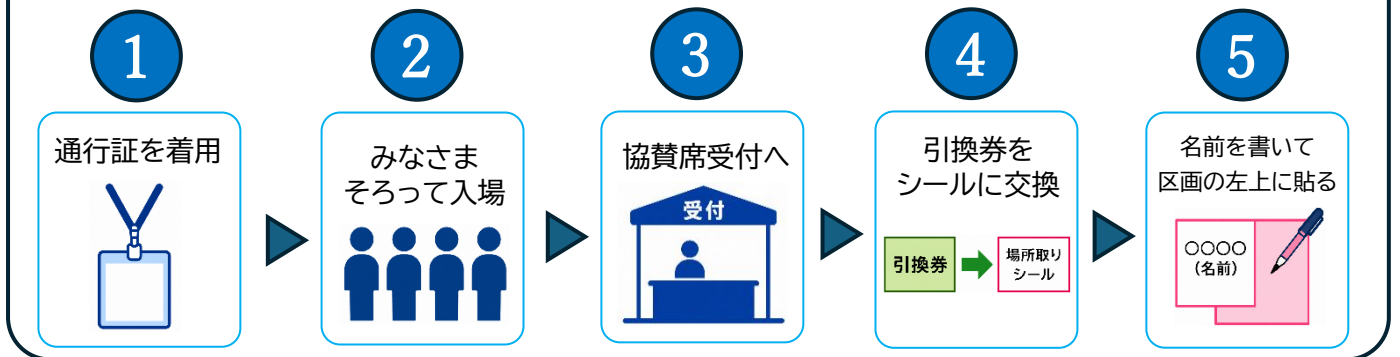 1
通行証を着用
2
みなさま
そろって入場
3
協賛席受付へ
受付
4
引換券を
シールに交換
引換券
場所取り
シール
5
名前を書いて
区画の左上に貼る
○○○○
(名前)